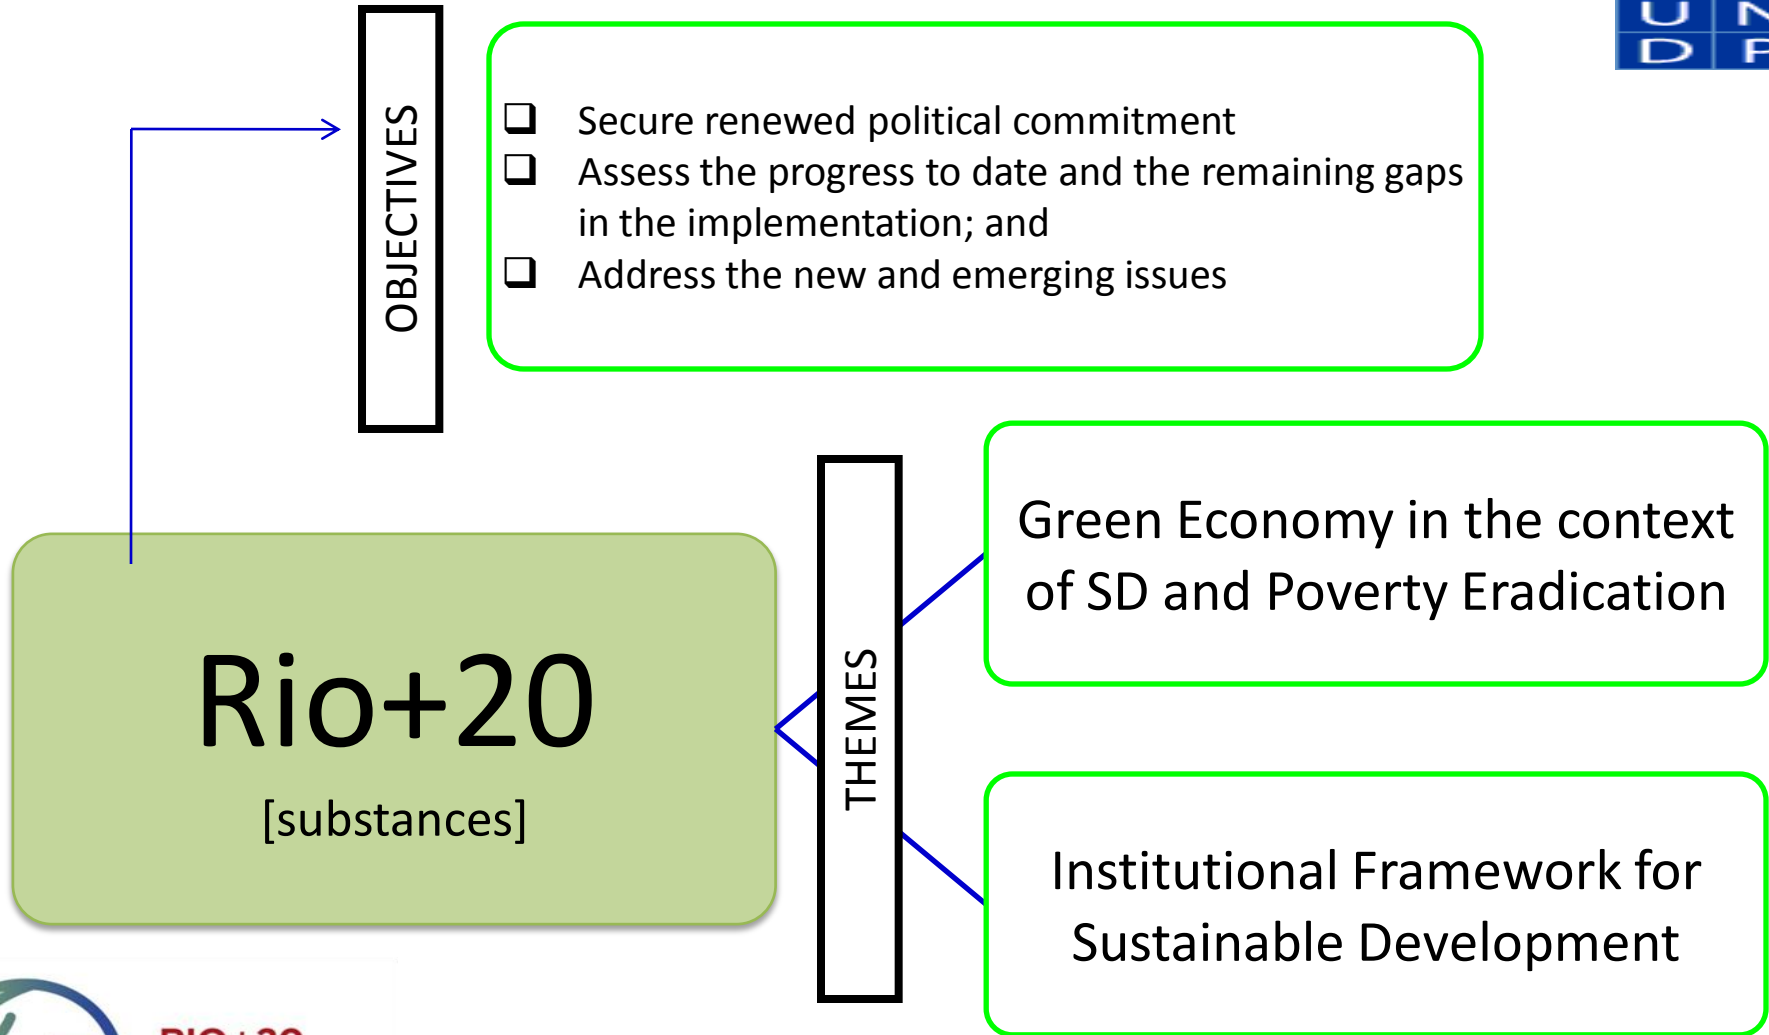 U N
D P
OBJECTIVES
❑ Secure renewed political commitment
❑ Assess the progress to date and the remaining gaps
in the implementation; and
❑ Address the new and emerging issues
Green Economy in the context
of SD and Poverty Eradication
THEMES
Rio+20
[substances]
Institutional Framework for
Sustainable Development
RIO+20